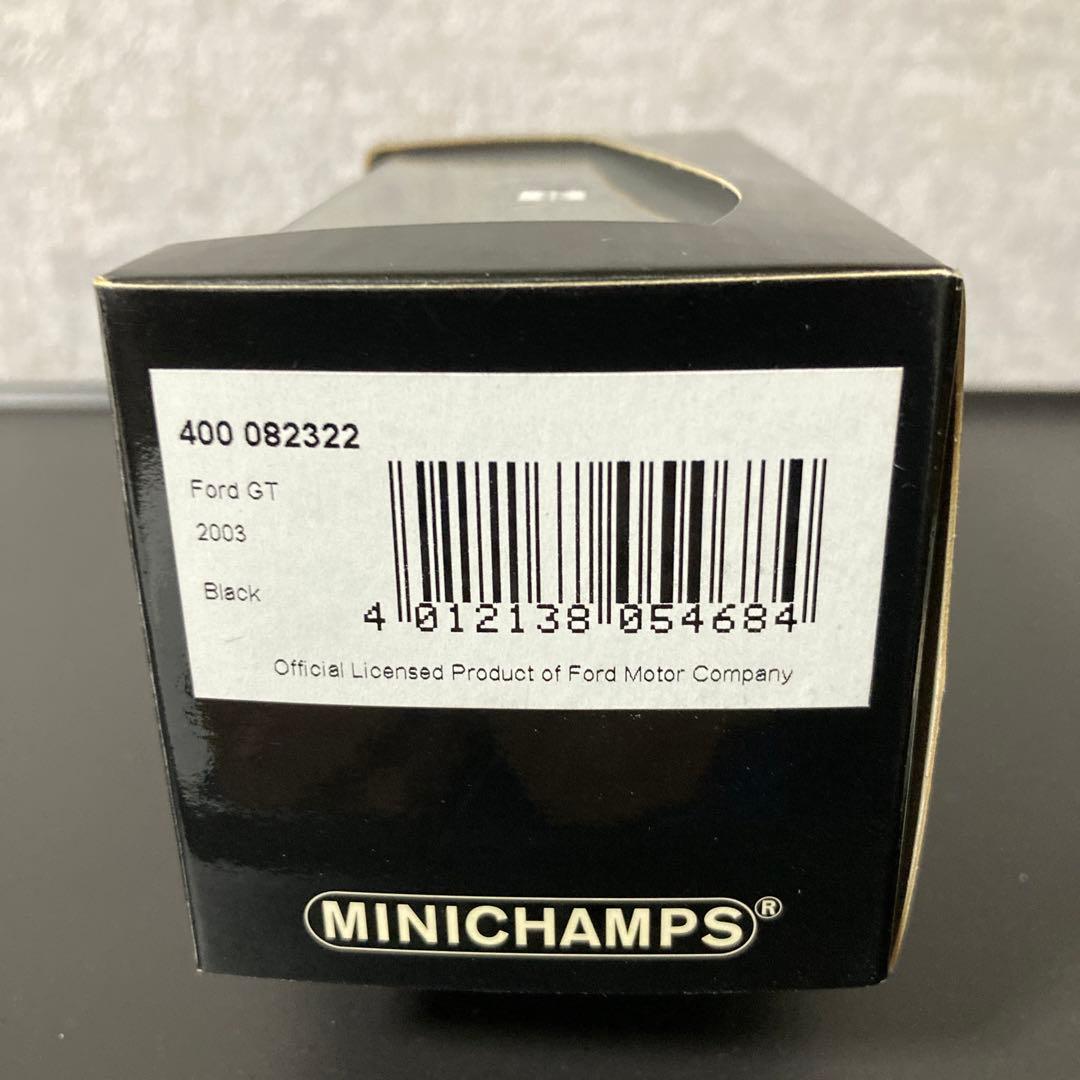 400 082322
Ford GT
2003
Black
4 012138 054684
Official Licensed Product of Ford Motor Company
MINICHAMPS®